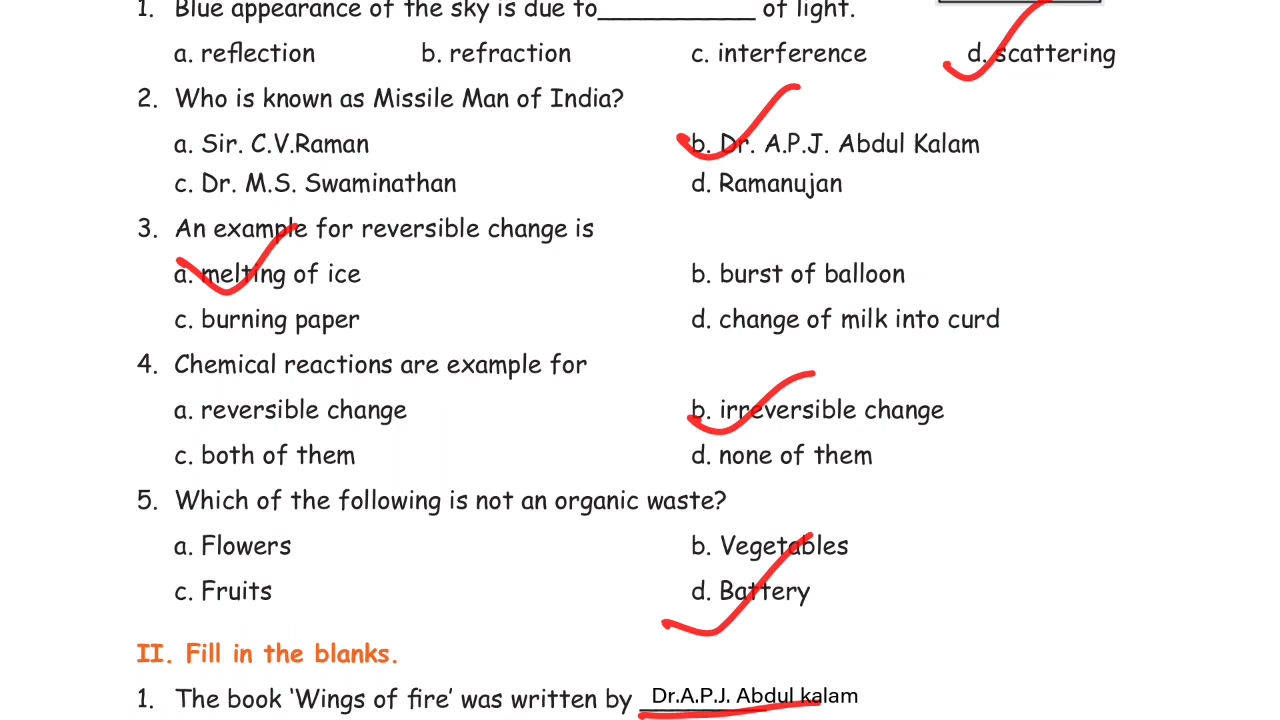 1. Blue appearance of the sky is due to___________ of light.
a. reflection b. refraction c. interference d. scattering
2. Who is known as Missile Man of India?
a. Sir. C.V.Raman b. Dr. A.P.J. Abdul Kalam
c. Dr. M.S. Swaminathan d. Ramanujan
3. An example for reversible change is
a. melting of ice b. burst of balloon
c. burning paper d. change of milk into curd
4. Chemical reactions are example for
a. reversible change b. irreversible change
c. both of them d. none of them
5. Which of the following is not an organic waste?
a. Flowers b. Vegetables
c. Fruits d. Battery
II. Fill in the blanks.
1. The book ‘Wings of fire’ was written by Dr.A.P.J. Abdul kalam